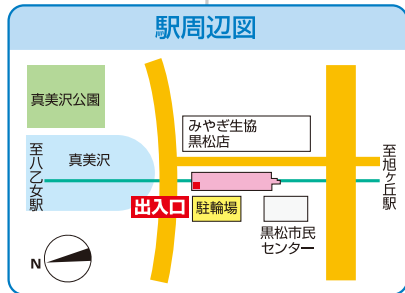 駅周辺図
真美沢公園
みやぎ生協
黒松店
至八乙女駅
真美沢
至旭ヶ丘駅
出入口
駐輪場
黒松市民
センター
N